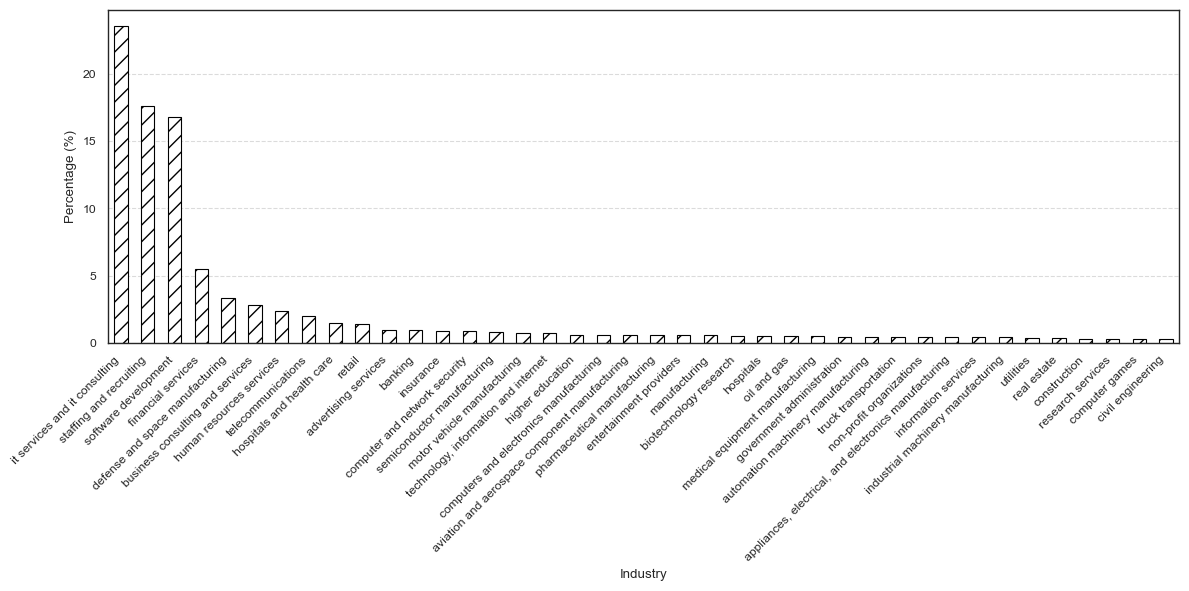 20
15
10
5
0
Percentage (%)
it services and it consulting
staffing and recruiting
software development
financial services
defense and space manufacturing
business consulting and services
human resources services
telecommunications
hospitals and health care
retail
advertising services
banking
insurance
computer and network security
semiconductor manufacturing
motor vehicle manufacturing
technology, information and internet
higher education
computers and electronics manufacturing
aviation and aerospace component manufacturing
pharmaceutical manufacturing
entertainment providers
manufacturing
biotechnology research
hospitals
oil and gas
medical equipment manufacturing
government administration
automation machinery manufacturing
truck transportation
non-profit organizations
appliances, electrical, and electronics manufacturing
information services
industrial machinery manufacturing
utilities
real estate
construction
research services
computer games
civil engineering
Industry